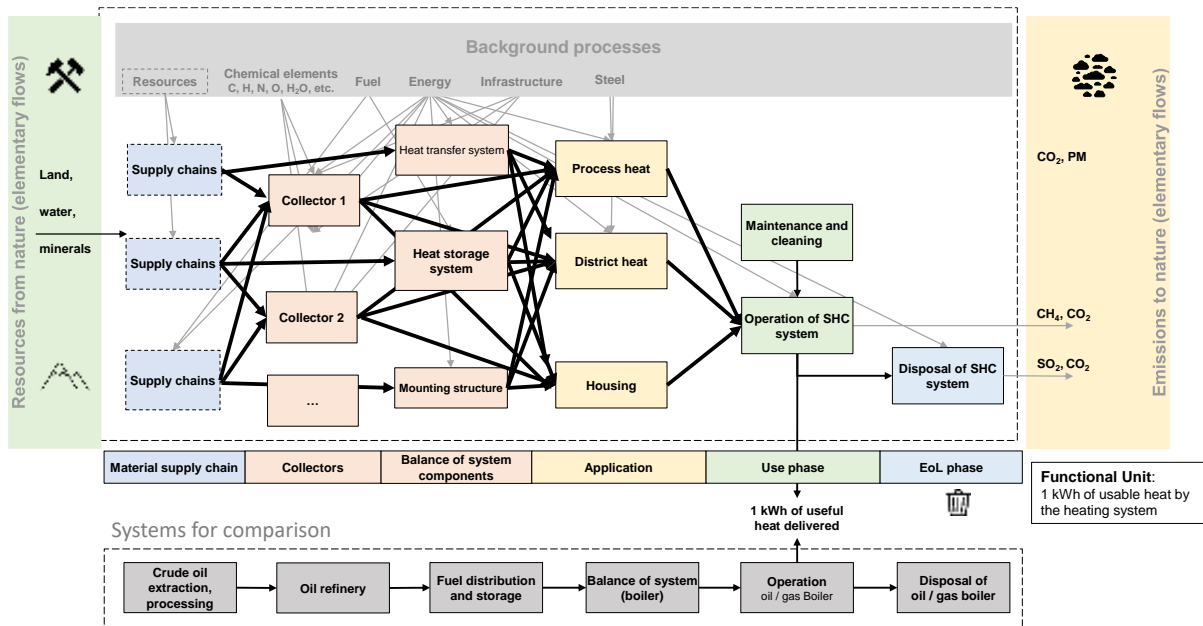 Resources from nature (elementary flows)
Land,
water,
minerals
Background processes
Resources
Chemical elements
C, H, N, O, H₂O, etc.
Fuel
Energy
Infrastructure
Steel
Supply chains
Supply chains
Supply chains
Collector 1
Collector 2
...
Heat transfer system
Heat storage
system
Mounting structure
Process heat
District heat
Housing
Maintenance and
cleaning
Operation of SHC
system
Disposal of SHC
system
CO₂, PM
CH₄, CO₂
SO₂, CO₂
Emissions to nature (elementary flows)
Material supply chain
Collectors
Balance of system
components
Application
Use phase
EoL phase
Functional Unit:
1 kWh of usable heat by
the heating system
1 kWh of useful
heat delivered
Systems for comparison
Crude oil
extraction,
processing
Oil refinery
Fuel distribution
and storage
Balance of system
(boiler)
Operation
oil / gas Boiler
Disposal of
oil / gas boiler